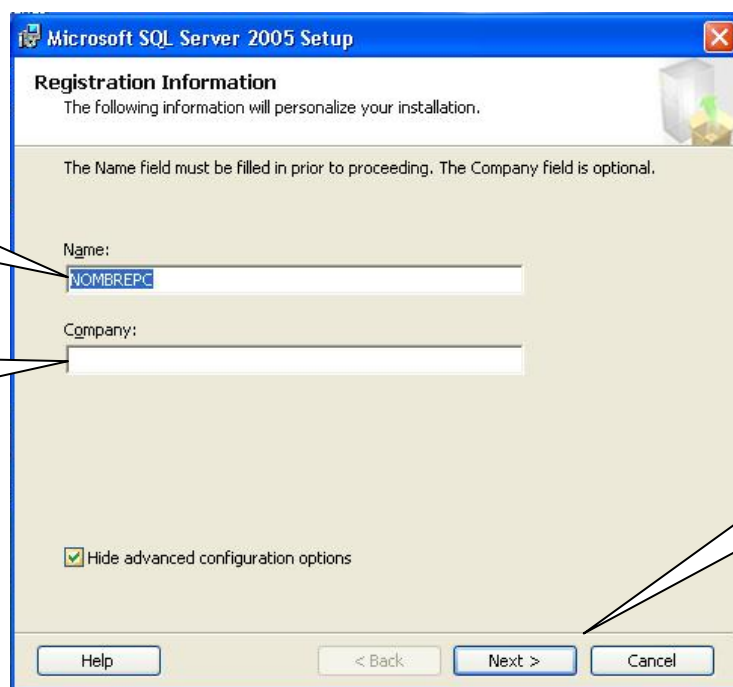 Microsoft SQL Server 2005 Setup
Registration Information
The following information will personalize your installation.
The Name field must be filled in prior to proceeding. The Company field is optional.
Name:
NOMBREPC
Company:
Hide advanced configuration options
Help
< Back
Next >
Cancel